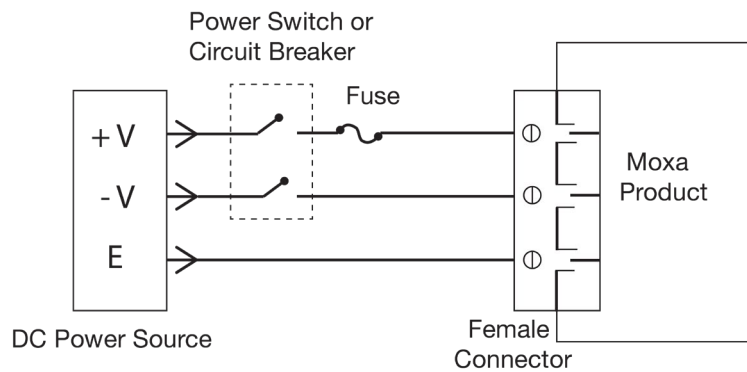 Power Switch or
Circuit Breaker
Fuse
+ V
- V
E
Moxa
Product
DC Power Source
Female
Connector